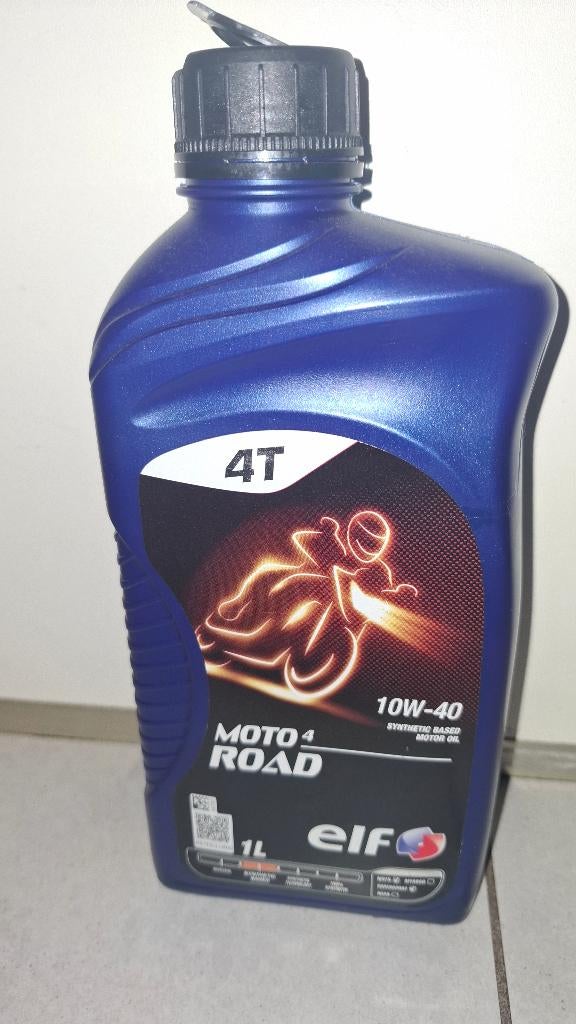 4T
10W-40
SYNTHETIC BASED
MOTOR OIL
MOTO 4
ROAD
1L
elf